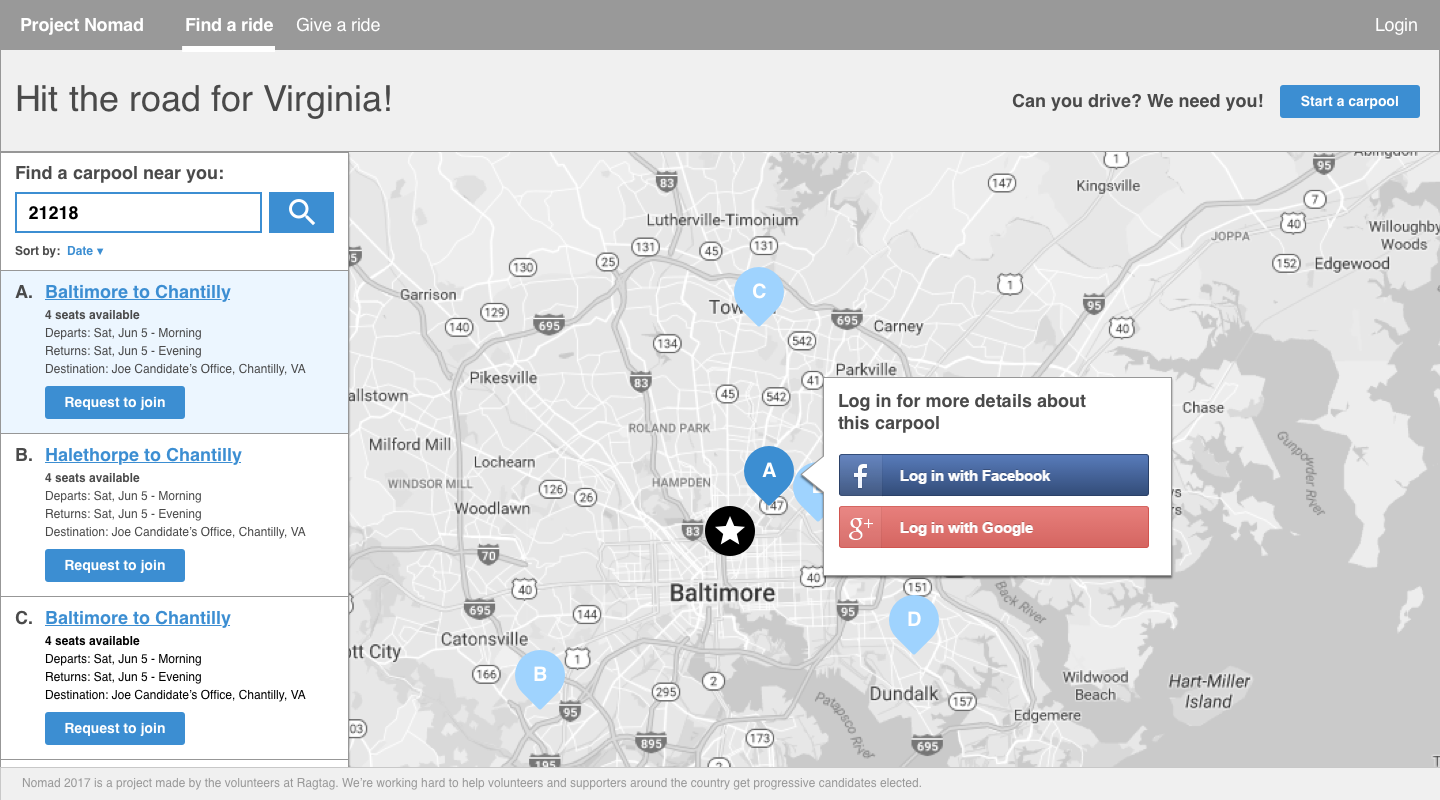 Project Nomad
Find a ride
Give a ride
Login
Hit the road for Virginia!
Can you drive? We need you!
Start a carpool
Find a carpool near you:
21218
Sort by: Date ▾
A. Baltimore to Chantilly
4 seats available
Departs: Sat, Jun 5 - Morning
Returns: Sat, Jun 5 - Evening
Destination: Joe Candidate’s Office, Chantilly, VA
Request to join
B. Halethorpe to Chantilly
4 seats available
Departs: Sat, Jun 5 - Morning
Returns: Sat, Jun 5 - Evening
Destination: Joe Candidate’s Office, Chantilly, VA
Request to join
C. Baltimore to Chantilly
4 seats available
Departs: Sat, Jun 5 - Morning
Returns: Sat, Jun 5 - Evening
Destination: Joe Candidate’s Office, Chantilly, VA
Request to join
1
95
83
147
Kingsville
7
Lutherville-Timonium
40
Willoughby
Woods
JOPPA
131
45
131
25
130
152
Edgewood
1
C
Garrison
129
95
140
695
695
Carney
40
134
542
Parkville
Pikesville
83
41
45
542
allstown
Chase
ROLAND PARK
Milford Mill
Lochearn
WINDSOR MILL
HAMPDEN
A
126
26
147
Woodlawn
83
70
Gunpowder River
Log in for more details about
this carpool
Log in with Facebook
g+ Log in with Google
40
40
Baltimore
151
695
144
95
Back River
D
Catonsville
ott City
1
166
B
2
295
Dundalk
157
Wildwood
Beach
Hart-Miller
Island
Edgemere
95
03
895
173
Patapsco River
695
195
2
Nomad 2017 is a project made by the volunteers at Ragtag. We’re working hard to help volunteers and supporters around the country get progressive candidates elected.